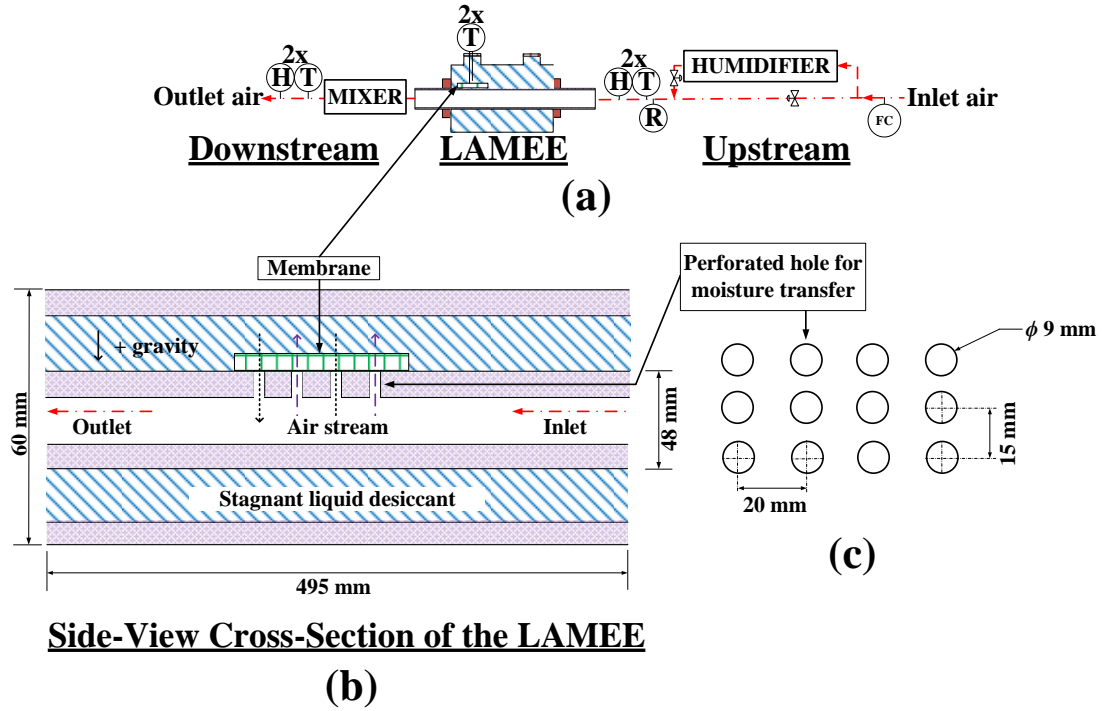 2x
T
2x
H T
2x
H T
HUMIDIFIER
Outlet air
MIXER
R
Inlet air
FC
Downstream
LAMEE
Upstream
(a)
Membrane
Perforated hole for
moisture transfer
+ gravity
ϕ 9 mm
60 mm
Outlet
Air stream
Inlet
48 mm
15 mm
Stagnant liquid desiccant
20 mm
(c)
495 mm
Side-View Cross-Section of the LAMEE
(b)